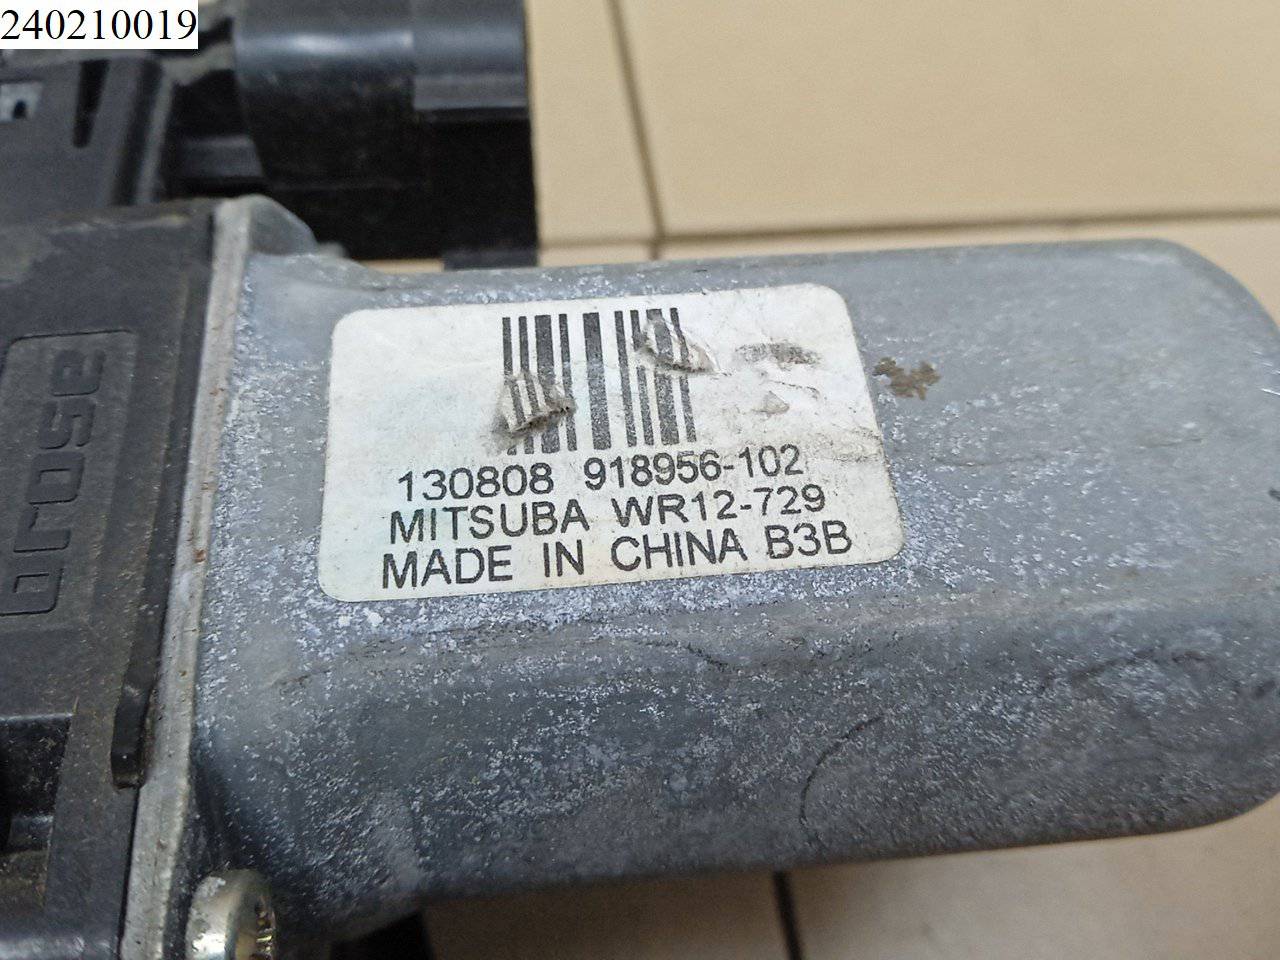 240210019
brose
130808 918956-102
MITSUBA WR12-729
MADE IN CHINA B3B